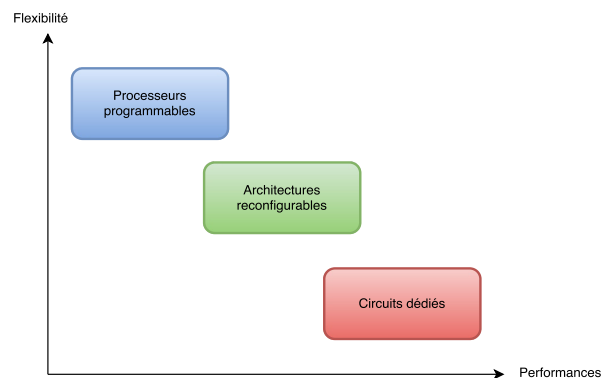 Flexibilité
Processeurs
programmables
Architectures
reconfigurables
Circuits dédiés
Performances